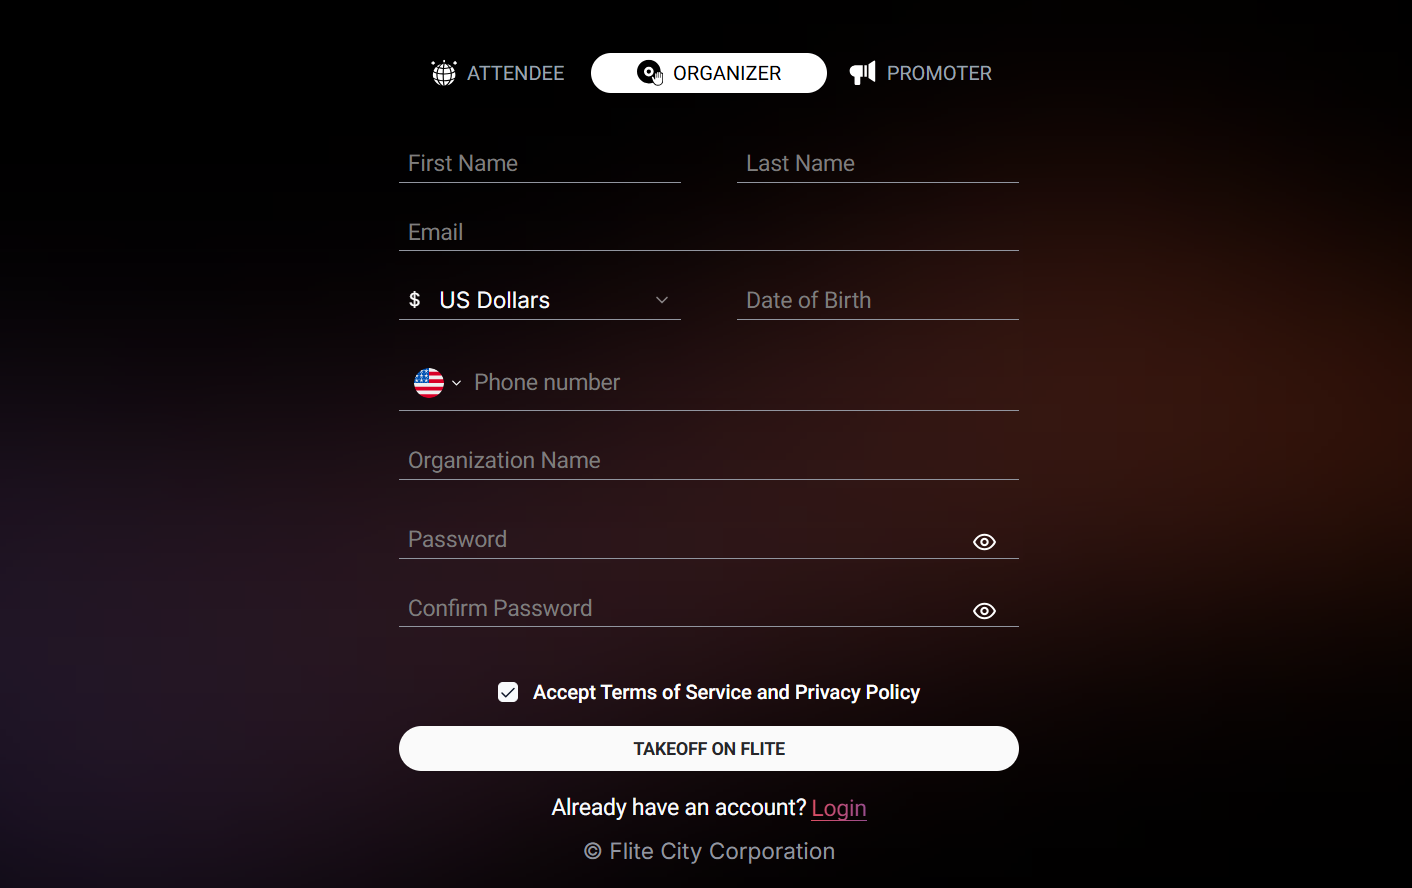 ATTENDEE ORGANIZER PROMOTER
First Name Last Name
Email
$ US Dollars Date of Birth
Phone number
Organization Name
Password
Confirm Password
Accept Terms of Service and Privacy Policy
TAKEOFF ON FLITE
Already have an account? Login
© Flite City Corporation